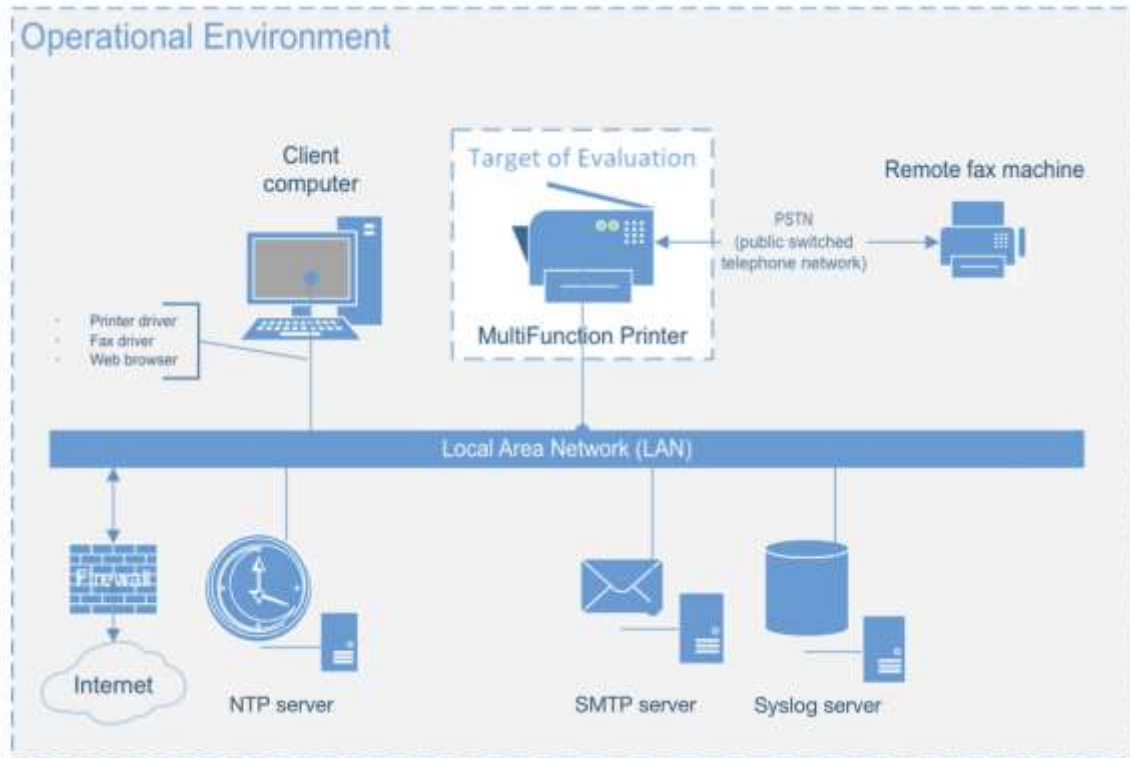 Operational Environment
Client
computer
Target of Evaluation
MultiFunction Printer
Remote fax machine
PSTN
(public switched
telephone network)
Printer driver
Fax driver
Web browser
Local Area Network (LAN)
Firewall
Internet
NTP server
SMTP server
Syslog server